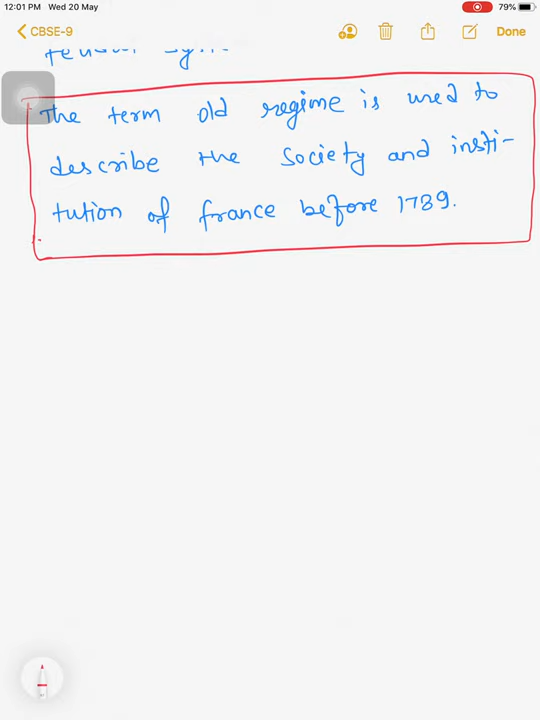 12:01 PM Wed 20 May 79%
CBSE-9 Done
The term old regime is used to
describe the society and insti-
tution of france before 1789.